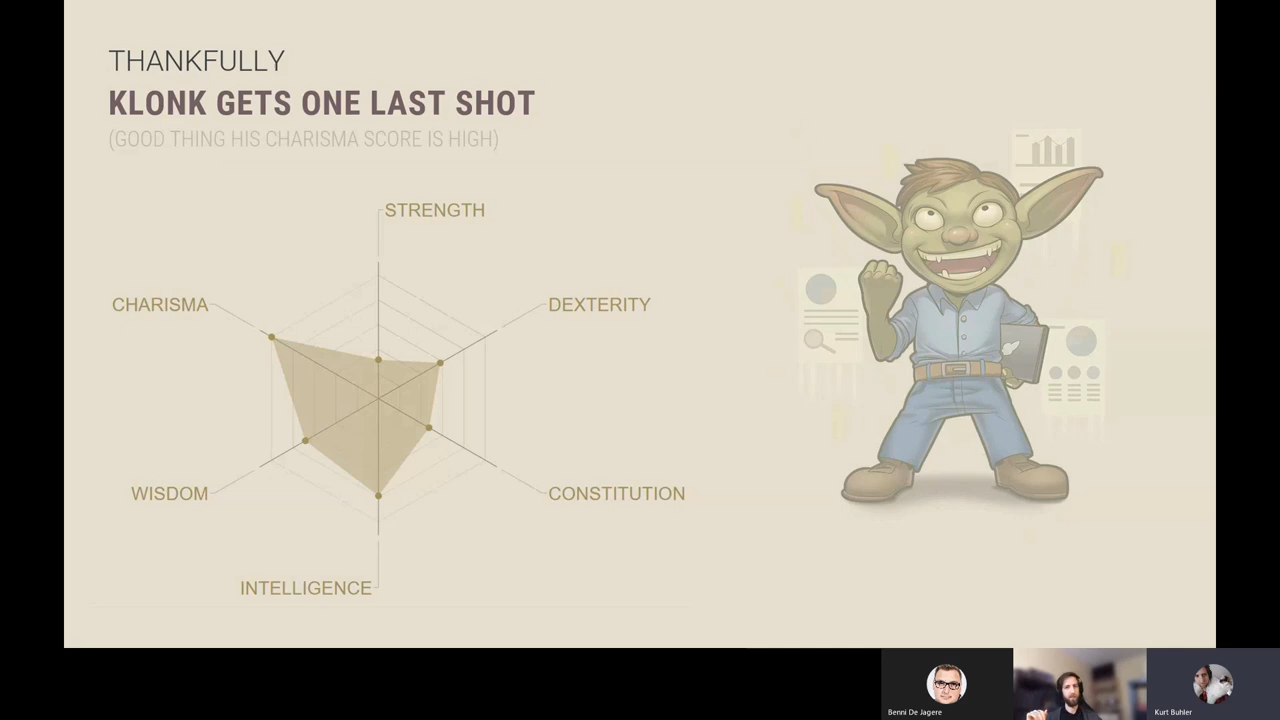 THANKFULLY
KLONK GETS ONE LAST SHOT
(GOOD THING HIS CHARISMA SCORE IS HIGH)
STRENGTH
CHARISMA
DEXTERITY
WISDOM
CONSTITUTION
INTELLIGENCE
Benni De Jagere
Kurt Buhler